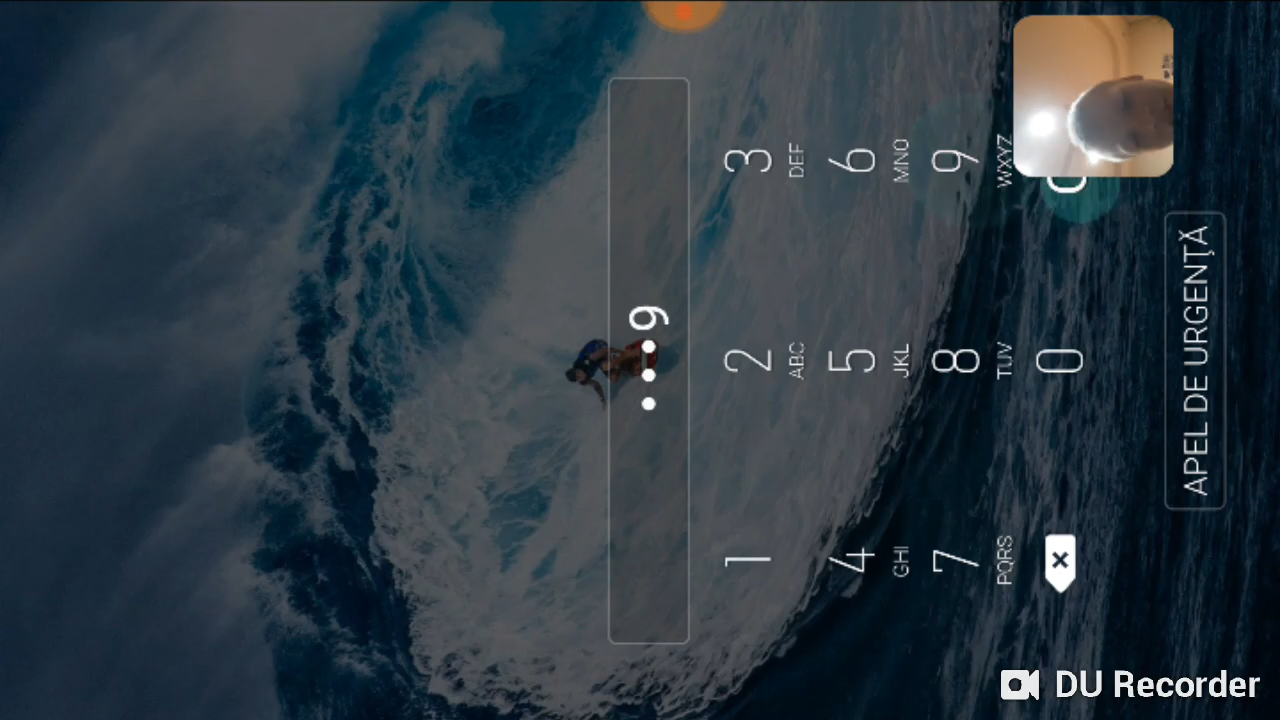 •••9
1 2 3
ABC DEF
4 5 6
GHI JKL MNO
7 8 9
PQRS TUV WXYZ
0
APEL DE URGENŢĂ
DU Recorder